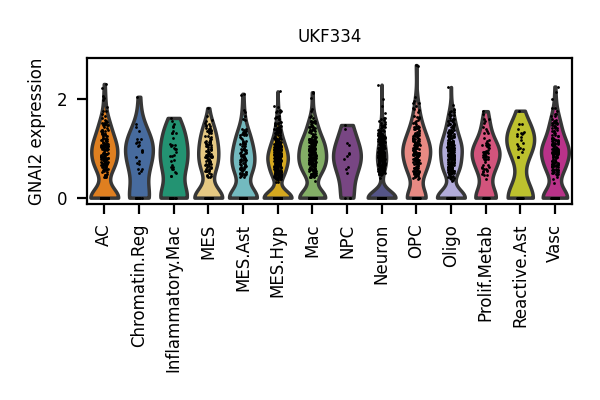 UKF334
GNAI2 expression
2
0
AC
Chromatin.Reg
Inflammatory.Mac
MES
MES.Ast
MES.Hyp
Mac
NPC
Neuron
OPC
Oligo
Prolif.Metab
Reactive.Ast
Vasc